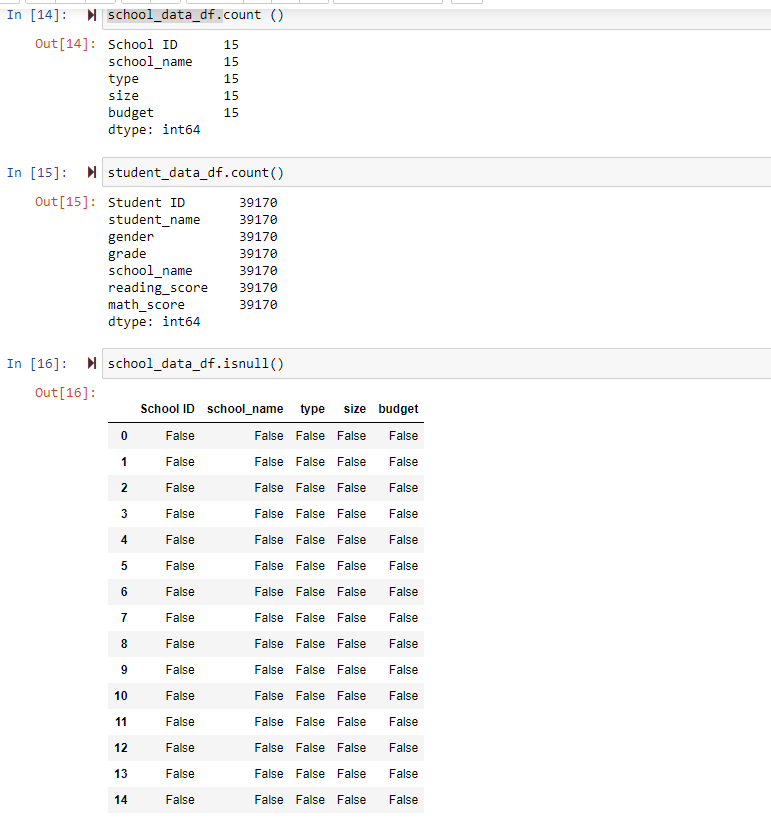 In [14]: school_data_df.count ()
Out[14]: School ID 15
school_name 15
type 15
size 15
budget 15
dtype: int64
In [15]: student_data_df.count()
Out[15]: Student ID 39170
student_name 39170
gender 39170
grade 39170
school_name 39170
reading_score 39170
math_score 39170
dtype: int64
In [16]: school_data_df.isnull()
Out[16]:
School ID school_name type size budget
0 False False False False False
1 False False False False False
2 False False False False False
3 False False False False False
4 False False False False False
5 False False False False False
6 False False False False False
7 False False False False False
8 False False False False False
9 False False False False False
10 False False False False False
11 False False False False False
12 False False False False False
13 False False False False False
14 False False False False False